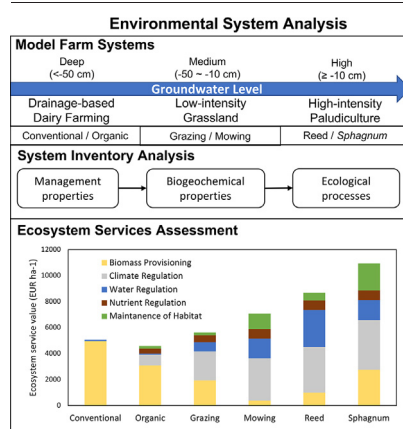 Environmental System Analysis
Model Farm Systems
Deep Medium High
(<-50 cm) (-50 ~ -10 cm) (≥ -10 cm)
Groundwater Level
Drainage-based Low-intensity High-intensity
Dairy Farming Grassland Paludiculture
Conventional / Organic Grazing / Mowing Reed / Sphagnum
System Inventory Analysis
Management Biogeochemical Ecological
properties properties processes
Ecosystem Services Assessment
Ecosystem service value (EUR ha-1)
12000
10000
8000
6000
4000
2000
0
Biomass Provisioning
Climate Regulation
Water Regulation
Nutrient Regulation
Maintanence of Habitat
Conventional Organic Grazing Mowing Reed Sphagnum